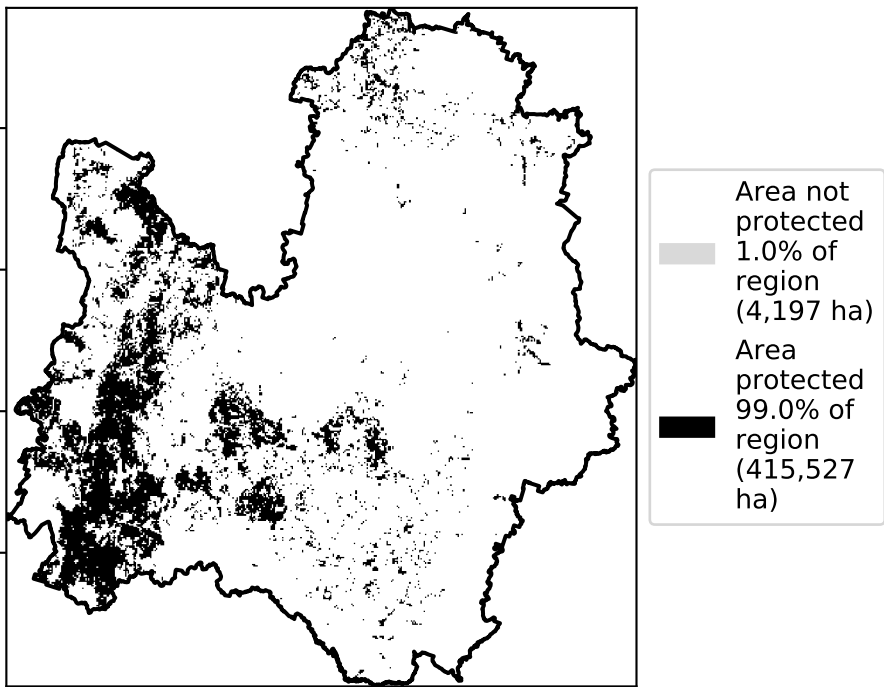 Area not
protected
1.0% of
region
(4,197 ha)
Area
protected
99.0% of
region
(415,527
ha)